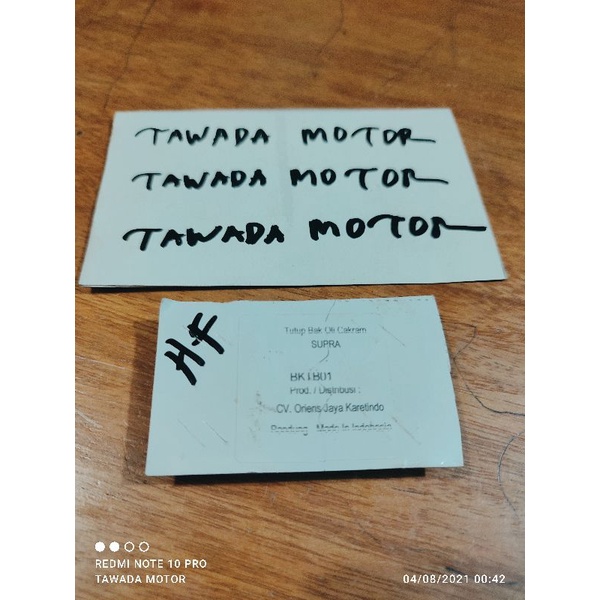 TAWADA MOTOR
TAWADA MOTOR
TAWADA MOTOR
H-F
Tutup Bak Oli Cakram
SUPRA
BKTB01
Prod. / Distribusi :
CV. Oriens Jaya Karetindo
Bandung - Made In Indonesia
REDMI NOTE 10 PRO
TAWADA MOTOR
04/08/2021 00:42